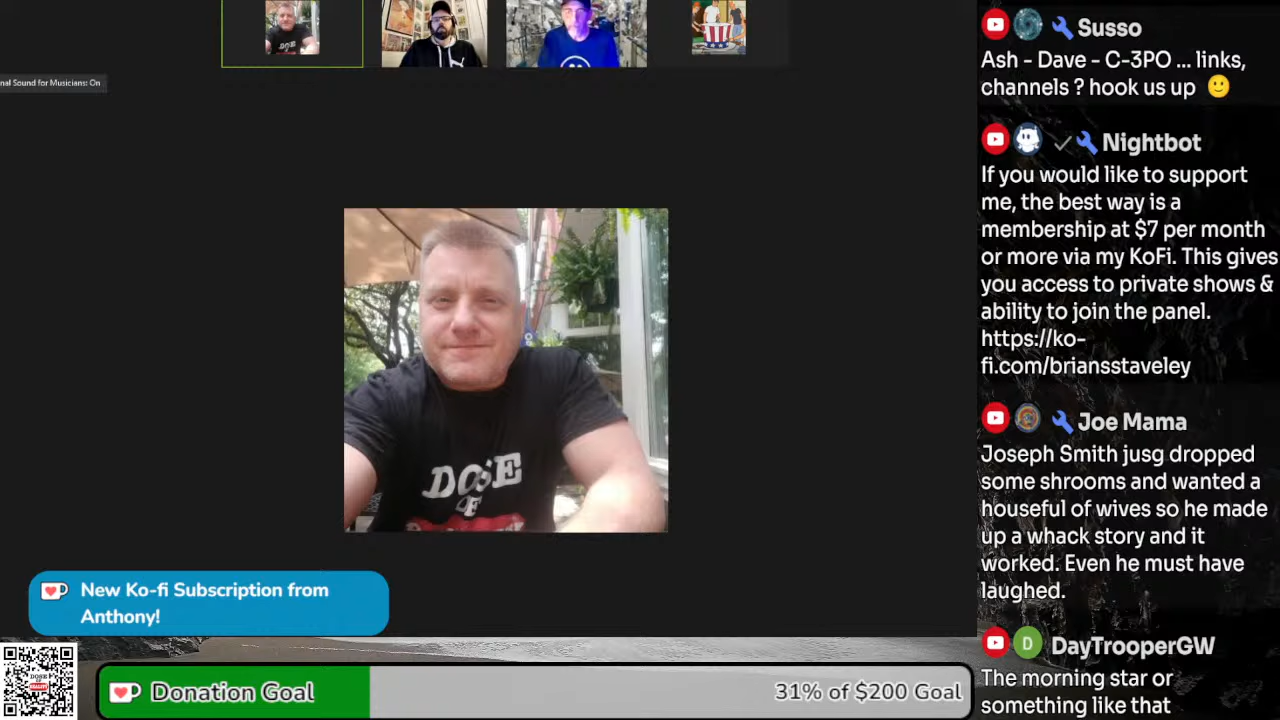 nal Sound for Musicians: On
DOSE
OF
New Ko-fi Subscription from
Anthony!
Donation Goal
31% of $200 Goal
Susso
Ash - Dave - C-3PO ... links,
channels ? hook us up 🙂
Nightbot
If you would like to support
me, the best way is a
membership at $7 per month
or more via my KoFi. This gives
you access to private shows &
ability to join the panel.
https://ko-
fi.com/briansstaveley
Joe Mama
Joseph Smith jusg dropped
some shrooms and wanted a
houseful of wives so he made
up a whack story and it
worked. Even he must have
laughed.
D DayTrooperGW
The morning star or
something like that